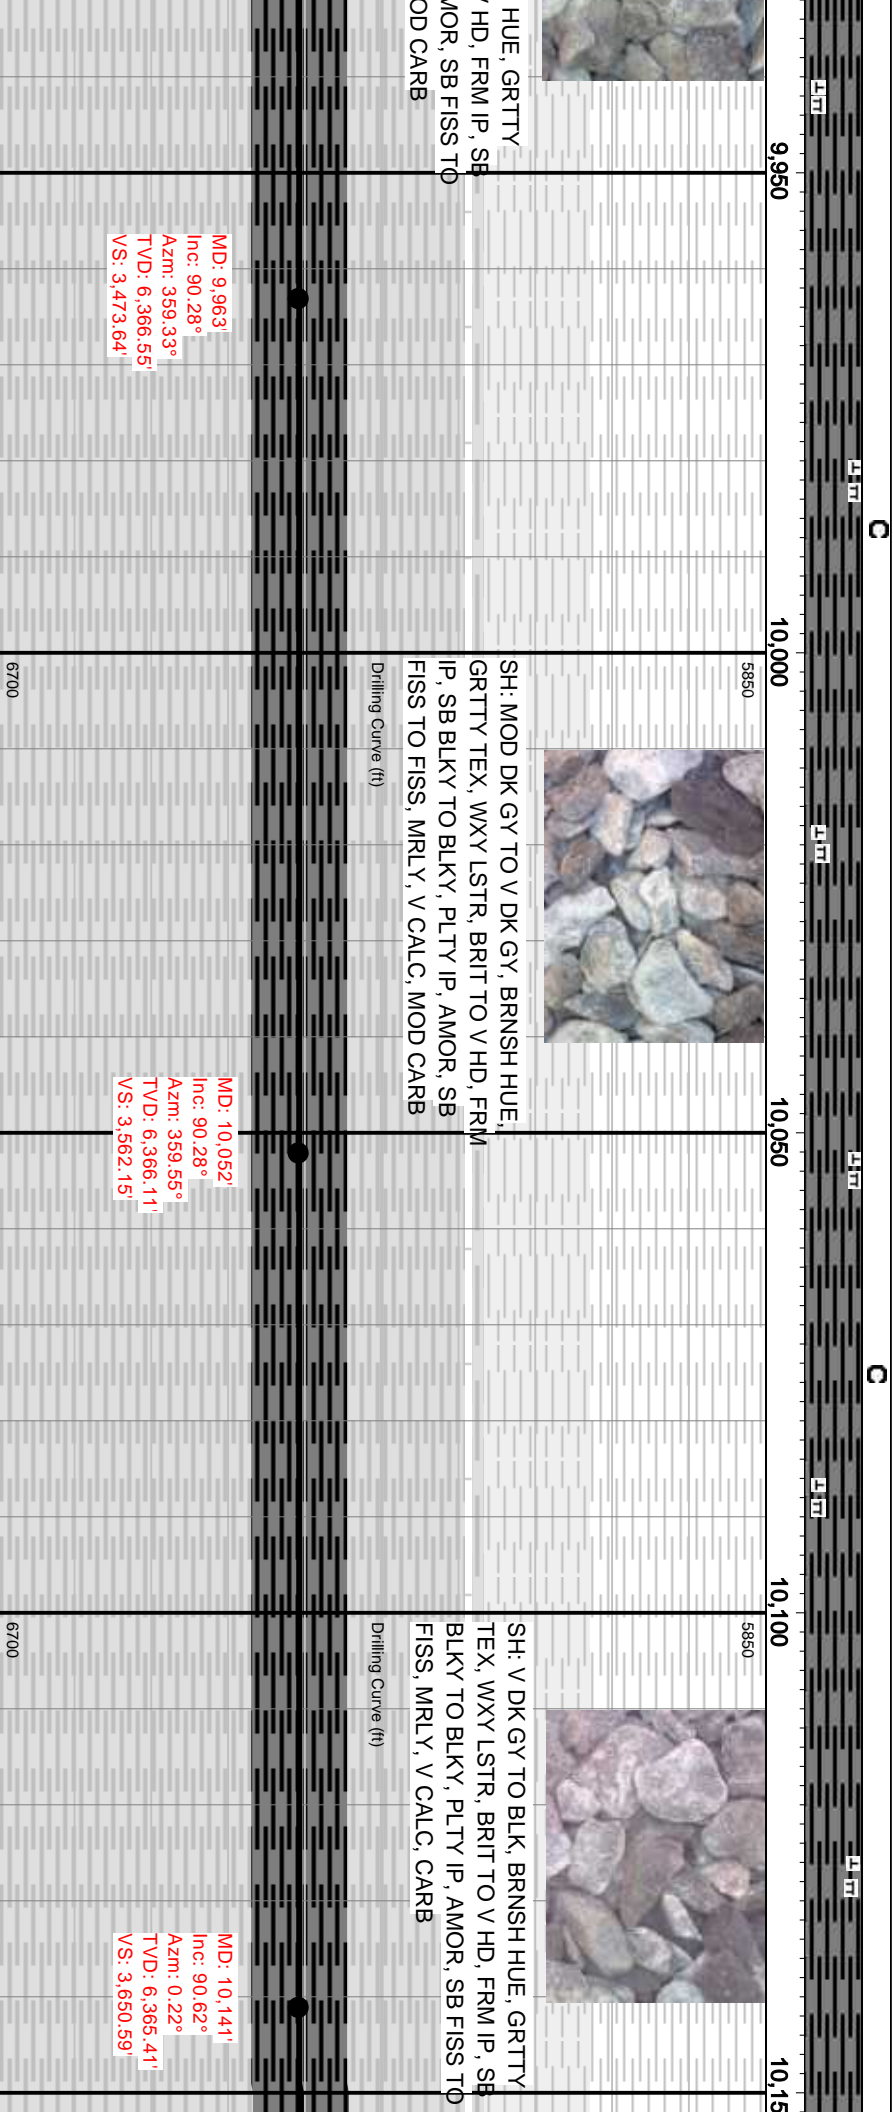 HUE, GRTTY
HD, FRM IP, SB
MOR, SB FISS TO
OD CARB
9,950
MD: 9,963'
Inc: 90.28°
Azm: 359.33°
TVD: 6,366.55'
VS: 3,473.64'
C
10,000
5850
SH: MOD DK GY TO V DK GY, BRNSH HUE,
GRTTY TEX, WXY LSTR, BRIT TO V HD, FRM
IP, SB BLKY TO BLKY, PLTY IP, AMOR, SB
FISS TO FISS, MRLY, V CALC, MOD CARB
Drilling Curve (ft)
6700
10,050
MD: 10,052'
Inc: 90.28°
Azm: 359.55°
TVD: 6,366.11'
VS: 3,562.15'
C
10,100
5850
SH: V DK GY TO BLK, BRNSH HUE, GRTTY
TEX, WXY LSTR, BRIT TO V HD, FRM IP, SB
BLKY TO BLKY, PLTY IP, AMOR, SB FISS TO
FISS, MRLY, V CALC, CARB
Drilling Curve (ft)
6700
MD: 10,141'
Inc: 90.62°
Azm: 0.22°
TVD: 6,365.41'
VS: 3,650.59'
10,15